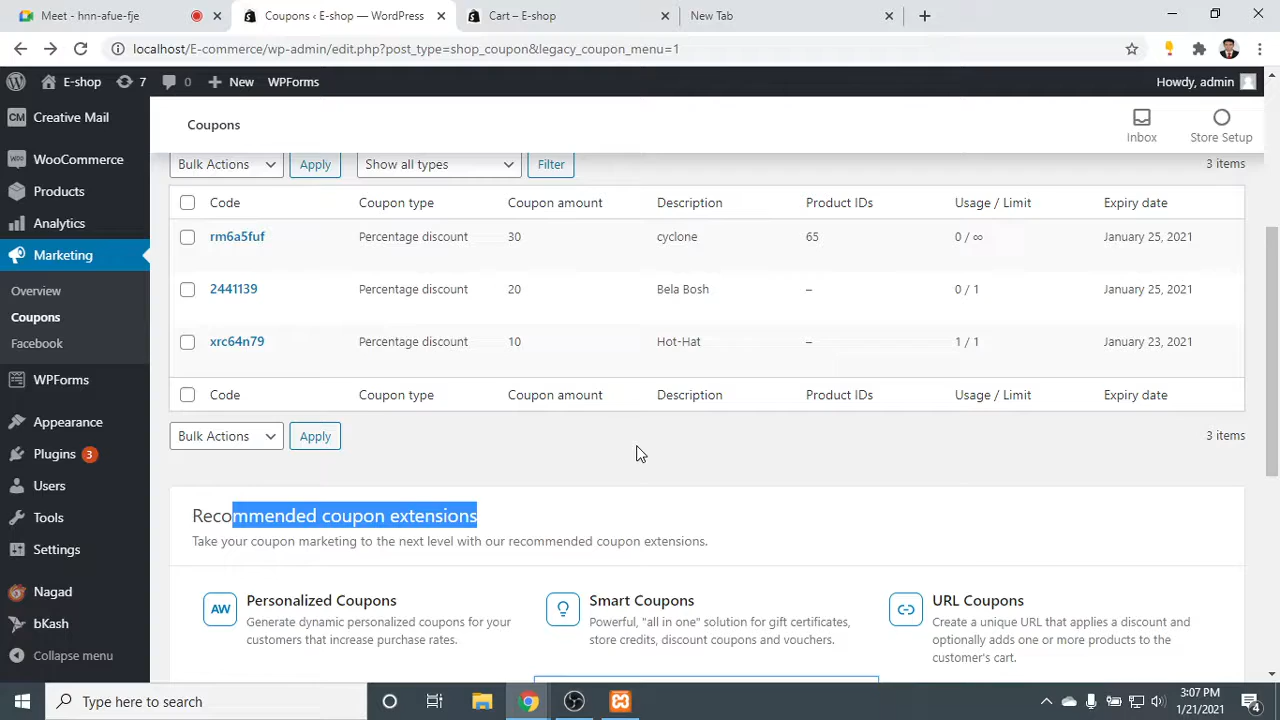 Meet - hnn-afue-fje
Coupons ‹ E-shop — WordPress
Cart – E-shop
New Tab
localhost/E-commerce/wp-admin/edit.php?post_type=shop_coupon&legacy_coupon_menu=1
E-shop 7 0 New WPForms Howdy, admin
Creative Mail
WooCommerce
Products
Analytics
Marketing
Overview
Coupons
Facebook
WPForms
Appearance
Plugins 3
Users
Tools
Settings
Nagad
bKash
Collapse menu
Coupons
Inbox
Store Setup
Bulk Actions Apply Show all types Filter 3 items
Code Coupon type Coupon amount Description Product IDs Usage / Limit Expiry date
rm6a5fuf Percentage discount 30 cyclone 65 0 / ∞ January 25, 2021
2441139 Percentage discount 20 Bela Bosh – 0 / 1 January 25, 2021
xrc64n79 Percentage discount 10 Hot-Hat – 1 / 1 January 23, 2021
Code Coupon type Coupon amount Description Product IDs Usage / Limit Expiry date
Bulk Actions Apply 3 items
Recommended coupon extensions
Take your coupon marketing to the next level with our recommended coupon extensions.
AW
Personalized Coupons
Generate dynamic personalized coupons for your
customers that increase purchase rates.
Smart Coupons
Powerful, "all in one" solution for gift certificates,
store credits, discount coupons and vouchers.
URL Coupons
Create a unique URL that applies a discount and
optionally adds one or more products to the
customer's cart.
Type here to search
3:07 PM
1/21/2021
4